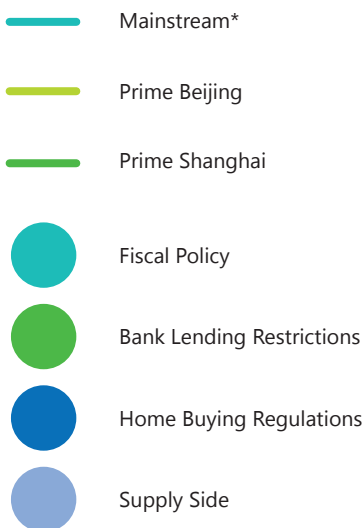 Mainstream*
Prime Beijing
Prime Shanghai
Fiscal Policy
Bank Lending Restrictions
Home Buying Regulations
Supply Side